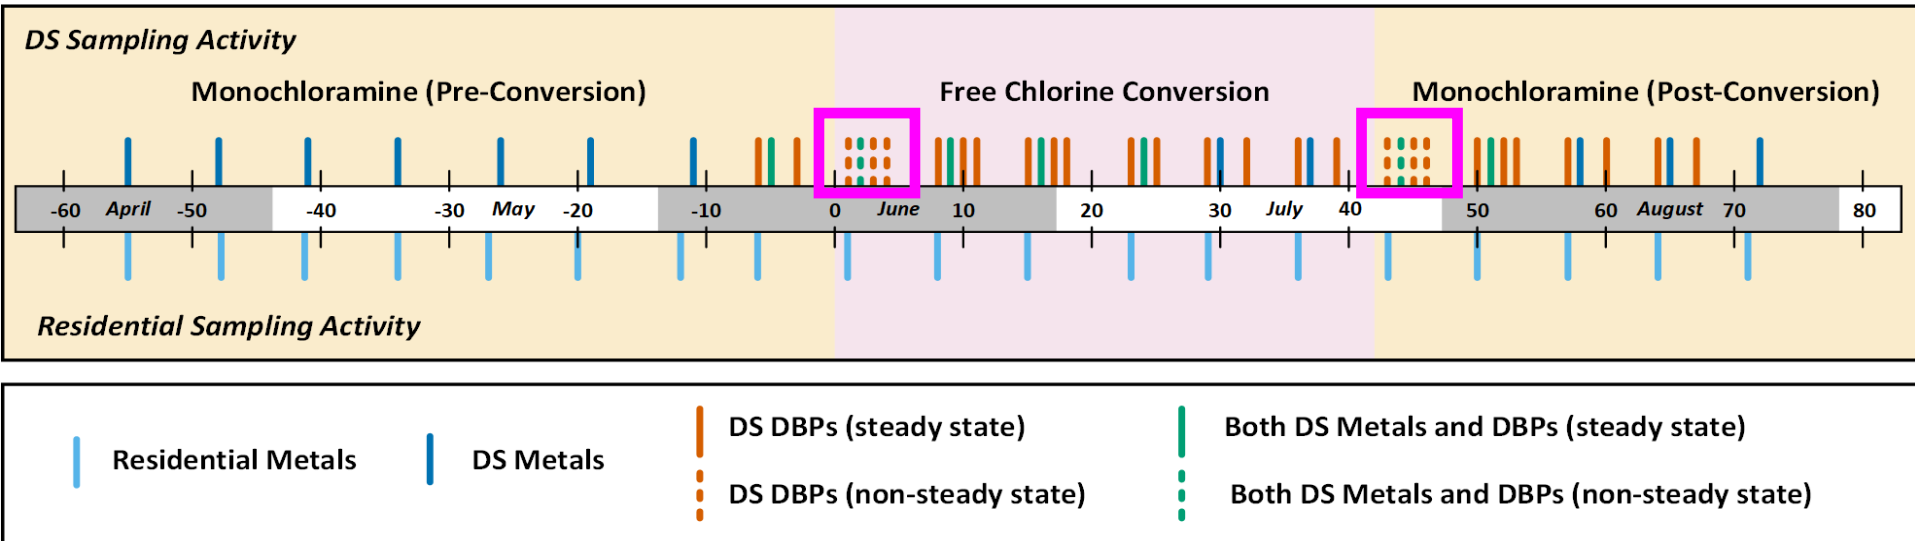 DS Sampling Activity
Monochloramine (Pre-Conversion) Free Chlorine Conversion Monochloramine (Post-Conversion)
-60 April -50 -40 -30 May -20 -10 0 June 10 20 30 July 40 50 60 August 70 80
Residential Sampling Activity
Residential Metals
DS Metals
DS DBPs (steady state)
DS DBPs (non-steady state)
Both DS Metals and DBPs (steady state)
Both DS Metals and DBPs (non-steady state)